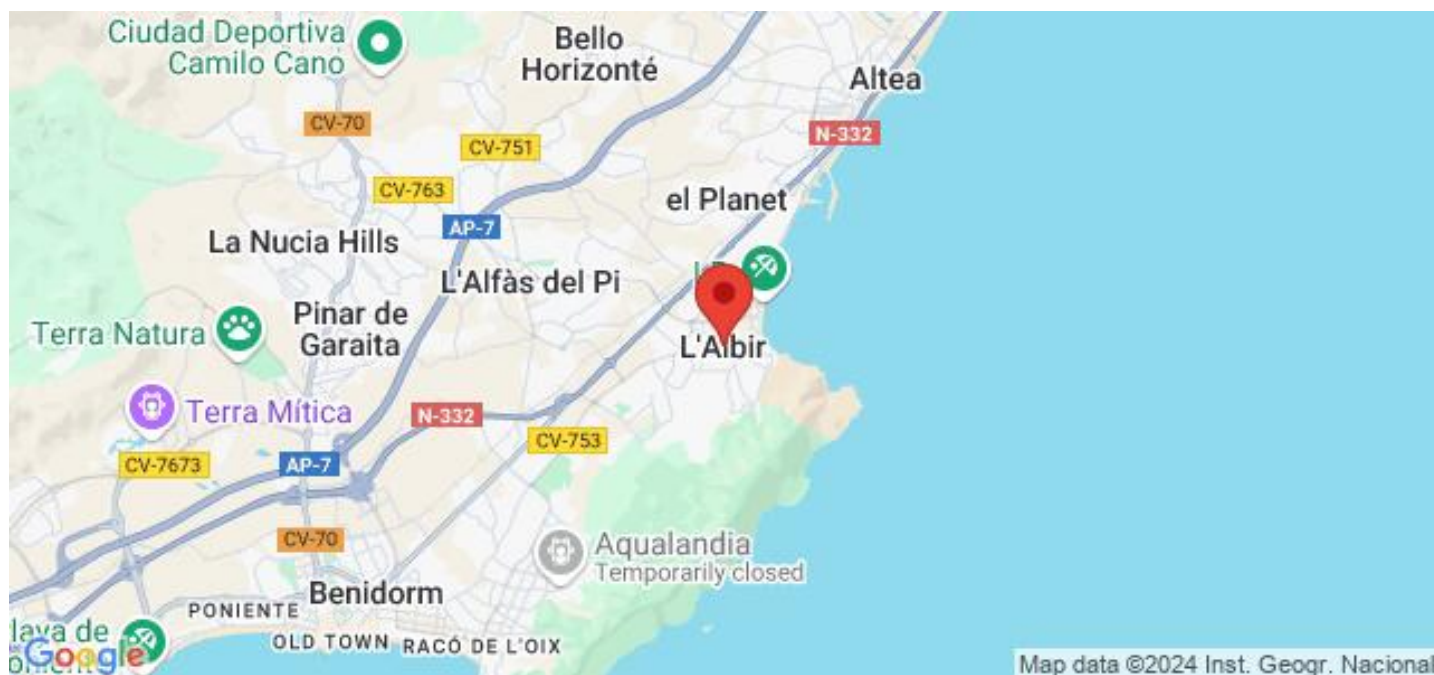 Ciudad Deportiva
Camilo Cano
Bello
Horizonté
Altea
CV-70
N-332
CV-751
CV-763
el Planet
AP-7
La Nucia Hills
L'Alfàs del Pi
Pinar de
Garaita
Terra Natura
L'Albir
Terra Mítica
N-332
CV-753
CV-7673
AP-7
CV-70
Aqualandia
Temporarily closed
Benidorm
PONIENTE
OLD TOWN
RACÓ DE L'OIX
laya de
Google
Map data ©2024 Inst. Geogr. Nacional